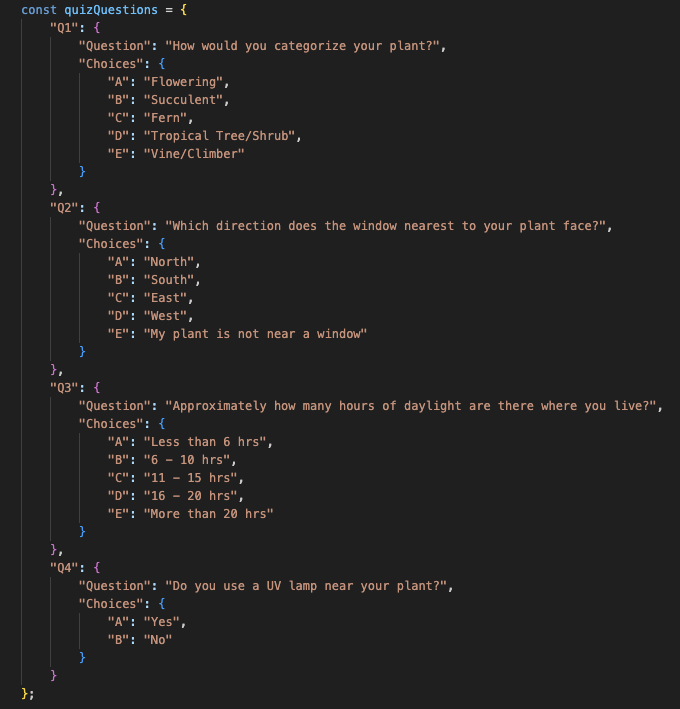 const quizQuestions = {
    "Q1": {
        "Question": "How would you categorize your plant?",
        "Choices": {
            "A": "Flowering",
            "B": "Succulent",
            "C": "Fern",
            "D": "Tropical Tree/Shrub",
            "E": "Vine/Climber"
        }
    },
    "Q2": {
        "Question": "Which direction does the window nearest to your plant face?",
        "Choices": {
            "A": "North",
            "B": "South",
            "C": "East",
            "D": "West",
            "E": "My plant is not near a window"
        }
    },
    "Q3": {
        "Question": "Approximately how many hours of daylight are there where you live?",
        "Choices": {
            "A": "Less than 6 hrs",
            "B": "6 – 10 hrs",
            "C": "11 – 15 hrs",
            "D": "16 – 20 hrs",
            "E": "More than 20 hrs"
        }
    },
    "Q4": {
        "Question": "Do you use a UV lamp near your plant?",
        "Choices": {
            "A": "Yes",
            "B": "No"
        }
    }
};